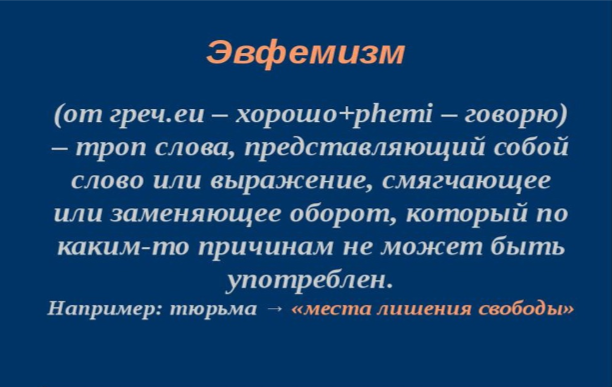 Эвфемизм
(от греч.eu – хорошо+phemi – говорю)
– троп слова, представляющий собой
слово или выражение, смягчающее
или заменяющее оборот, который по
каким-то причинам не может быть
употреблен.
Например: тюрьма → «места лишения свободы»